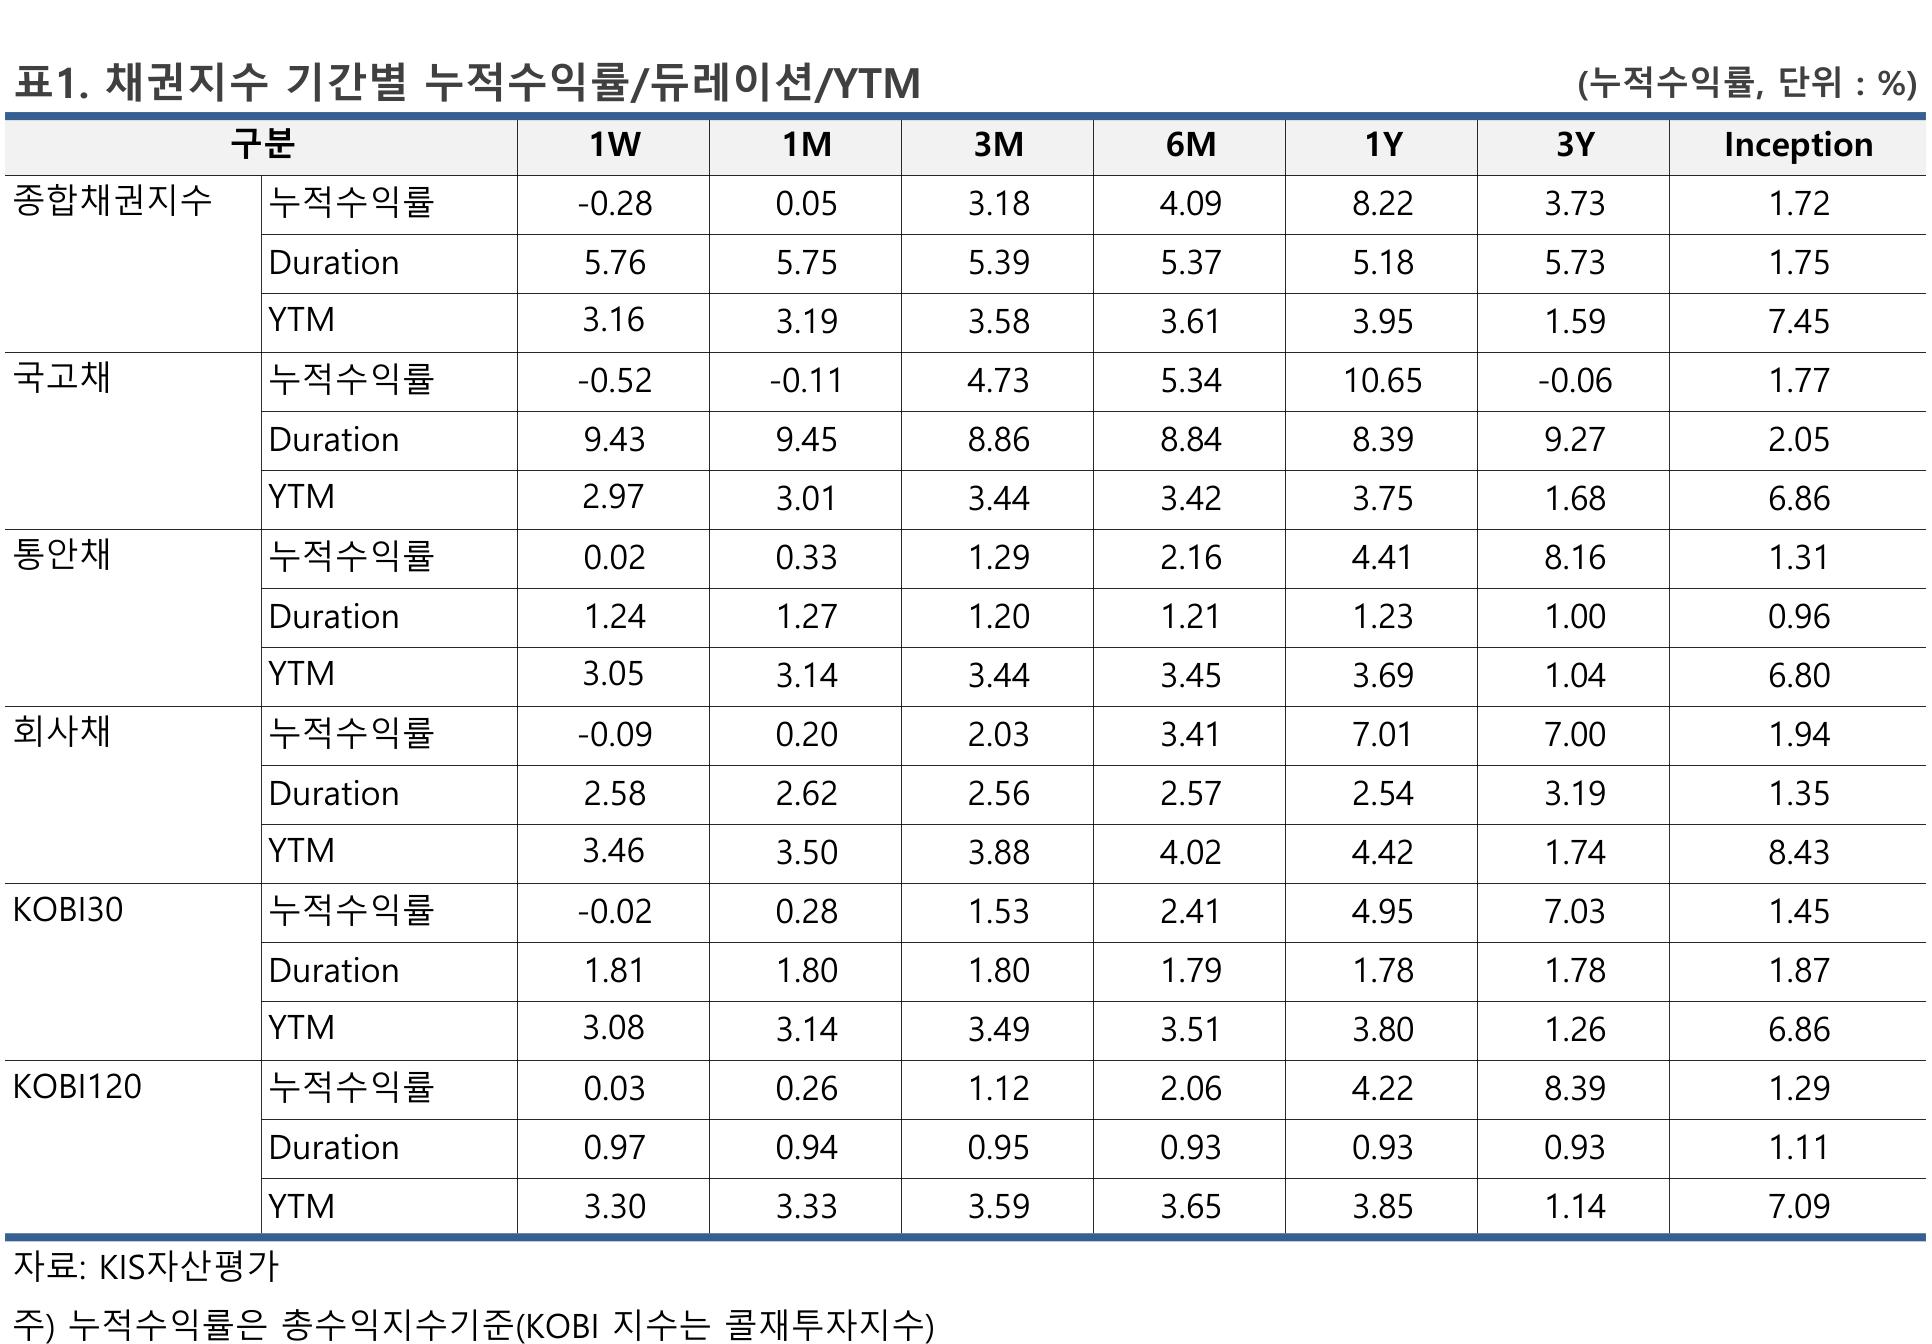 표1. 채권지수 기간별 누적수익률/듀레이션/YTM (누적수익률, 단위 : %)
구분 1W 1M 3M 6M 1Y 3Y Inception
종합채권지수 누적수익률 -0.28 0.05 3.18 4.09 8.22 3.73 1.72
Duration 5.76 5.75 5.39 5.37 5.18 5.73 1.75
YTM 3.16 3.19 3.58 3.61 3.95 1.59 7.45
국고채 누적수익률 -0.52 -0.11 4.73 5.34 10.65 -0.06 1.77
Duration 9.43 9.45 8.86 8.84 8.39 9.27 2.05
YTM 2.97 3.01 3.44 3.42 3.75 1.68 6.86
통안채 누적수익률 0.02 0.33 1.29 2.16 4.41 8.16 1.31
Duration 1.24 1.27 1.20 1.21 1.23 1.00 0.96
YTM 3.05 3.14 3.44 3.45 3.69 1.04 6.80
회사채 누적수익률 -0.09 0.20 2.03 3.41 7.01 7.00 1.94
Duration 2.58 2.62 2.56 2.57 2.54 3.19 1.35
YTM 3.46 3.50 3.88 4.02 4.42 1.74 8.43
KOBI30 누적수익률 -0.02 0.28 1.53 2.41 4.95 7.03 1.45
Duration 1.81 1.80 1.80 1.79 1.78 1.78 1.87
YTM 3.08 3.14 3.49 3.51 3.80 1.26 6.86
KOBI120 누적수익률 0.03 0.26 1.12 2.06 4.22 8.39 1.29
Duration 0.97 0.94 0.95 0.93 0.93 0.93 1.11
YTM 3.30 3.33 3.59 3.65 3.85 1.14 7.09
자료: KIS자산평가
주) 누적수익률은 총수익지수기준(KOBI 지수는 콜재투자지수)